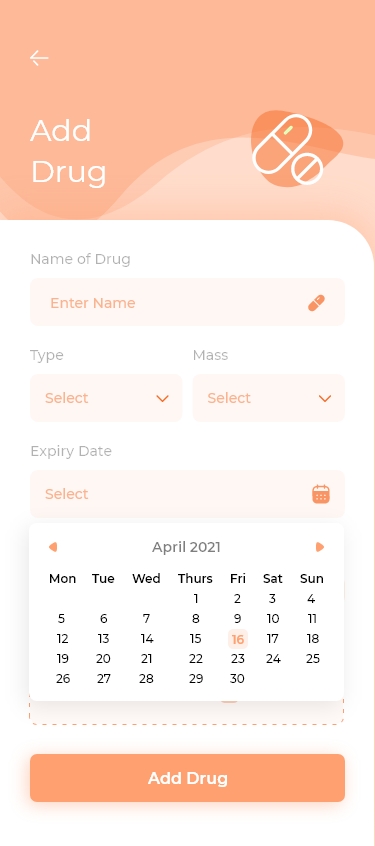 Add
Drug
Name of Drug
Enter Name
Type Mass
Select Select
Expiry Date
Select
April 2021
Mon Tue Wed Thurs Fri Sat Sun
1 2 3 4
5 6 7 8 9 10 11
12 13 14 15 16 17 18
19 20 21 22 23 24 25
26 27 28 29 30
Add Drug